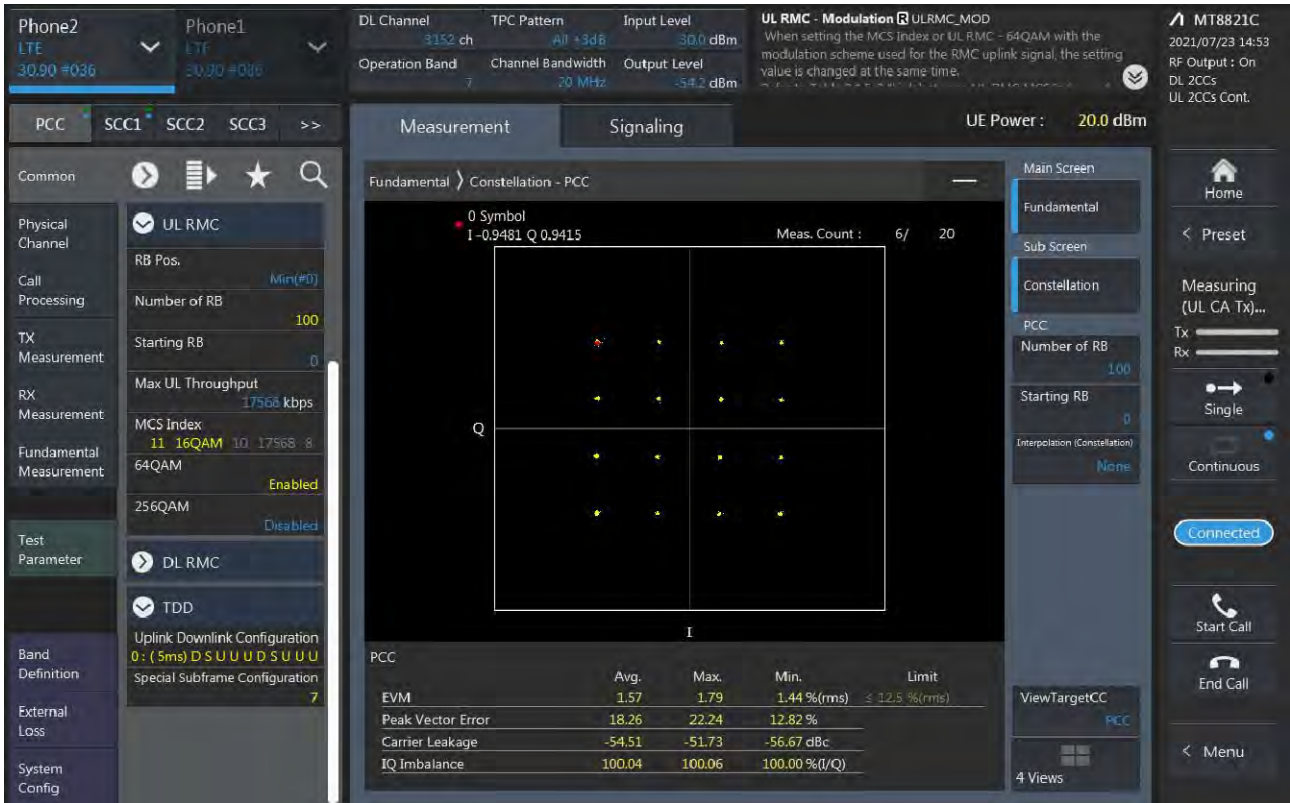 Phone2
LTE
30.90 #036
Phone1
LTE
30.90 #036
DL Channel
3152 ch
TPC Pattern
All +3dB
Input Level
30.0 dBm
Operation Band
7
Channel Bandwidth
20 MHz
Output Level
-54.2 dBm
UL RMC - Modulation R ULRMC_MOD
When setting the MCS Index or UL RMC - 64QAM with the
modulation scheme used for the RMC uplink signal, the setting
value is changed at the same time.
MT8821C
2021/07/23 14:53
RF Output : On
DL 2CCs
UL 2CCs Cont.
PCC SCC1 SCC2 SCC3 >>
Measurement
Signaling
UE Power : 20.0 dBm
Common
Physical
Channel
Call
Processing
TX
Measurement
RX
Measurement
Fundamental
Measurement
Test
Parameter
Band
Definition
External
Loss
System
Config
UL RMC
RB Pos.
Min(#0)
Number of RB
100
Starting RB
0
Max UL Throughput
17568 kbps
MCS Index
11 16QAM 10 17568 8
64QAM
Enabled
256QAM
Disabled
DL RMC
TDD
Uplink Downlink Configuration
0 : ( 5ms) D S U U U D S U U U
Special Subframe Configuration
7
Fundamental 〉 Constellation - PCC
0 Symbol
I -0.9481 Q 0.9415
Meas. Count : 6/ 20
Q
I
PCC
Avg. Max. Min. Limit
EVM 1.57 1.79 1.44 %(rms) ≤ 12.5 %(rms)
Peak Vector Error 18.26 22.24 12.82 %
Carrier Leakage -54.51 -51.73 -56.67 dBc
IQ Imbalance 100.04 100.06 100.00 %(I/Q)
Main Screen
Fundamental
Sub Screen
Constellation
PCC
Number of RB
100
Starting RB
0
Interpolation (Constellation)
None
ViewTargetCC
PCC
4 Views
Home
< Preset
Measuring
(UL CA Tx)...
Tx
Rx
Single
Continuous
Connected
Start Call
End Call
< Menu